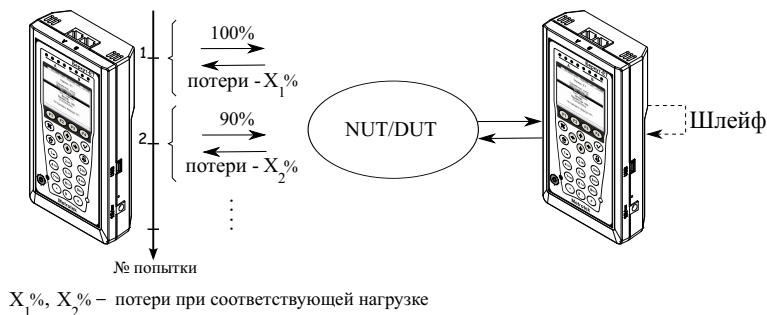 1
100%
потери - X1%
2
90%
потери - X2%
NUT/DUT
Шлейф
№ попытки
X1%, X2% – потери при соответствующей нагрузке